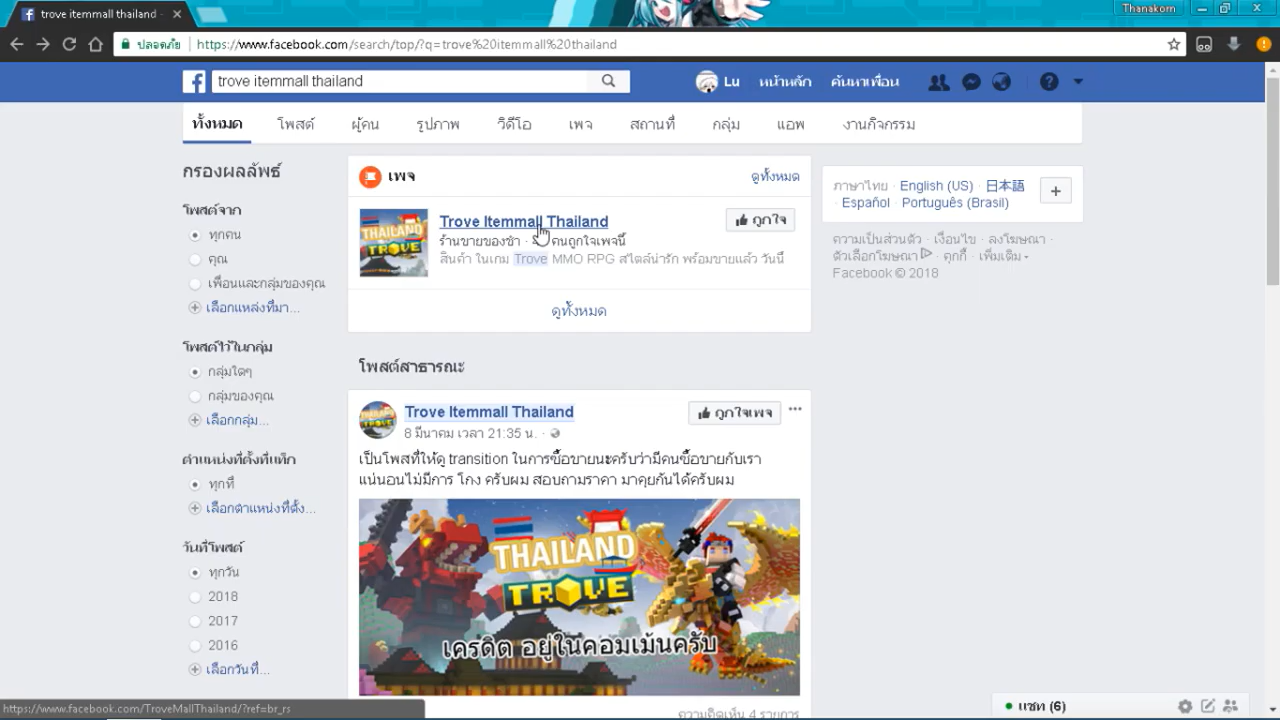 trove itemmall thailand -
Thanakorn
ปลอดภัย
https://www.facebook.com/search/top/?q=trove%20itemmall%20thailand
trove itemmall thailand
Lu
หน้าหลัก
ค้นหาเพื่อน
ทั้งหมด
โพสต์
ผู้คน
รูปภาพ
วิดีโอ
เพจ
สถานที่
กลุ่ม
แอพ
งานกิจกรรม
กรองผลลัพธ์
โพสต์จาก
ทุกคน
คุณ
เพื่อนและกลุ่มของคุณ
เลือกแหล่งที่มา...
โพสต์ไว้ในกลุ่ม
กลุ่มใดๆ
กลุ่มของคุณ
เลือกกลุ่ม...
ตำแหน่งที่ตั้งที่แท็ก
ทุกที่
เลือกตำแหน่งที่ตั้ง...
วันที่โพสต์
ทุกวัน
2018
2017
2016
เลือกวันที่...
เพจ
ดูทั้งหมด
Trove Itemmall Thailand
ถูกใจ
ร้านขายของชำ · คนถูกใจเพจนี้
สินค้า ในเกม Trove MMO RPG สไตล์น่ารัก พร้อมขายแล้ว วันนี้
ดูทั้งหมด
โพสต์สาธารณะ
Trove Itemmall Thailand
ถูกใจเพจ
8 มีนาคม เวลา 21:35 น. ·
เป็นโพสที่ให้ดู transition ในการซื้อขายนะครับว่ามีคนซื้อขายกับเรา
แน่นอนไม่มีการ โกง ครับผม สอบถามราคา มาคุยกันได้ครับผม
THAILAND
TROVE
เครดิต อยู่ในคอมเม้นครับ
ความคิดเห็น 4 รายการ
ภาษาไทย · English (US) · 日本語
· Español · Português (Brasil)
ความเป็นส่วนตัว · เงื่อนไข · ลงโฆษณา ·
ตัวเลือกโฆษณา · คุกกี้ · เพิ่มเติม
Facebook © 2018
https://www.facebook.com/TroveMallThailand/?ref=br_rs
แชท (6)